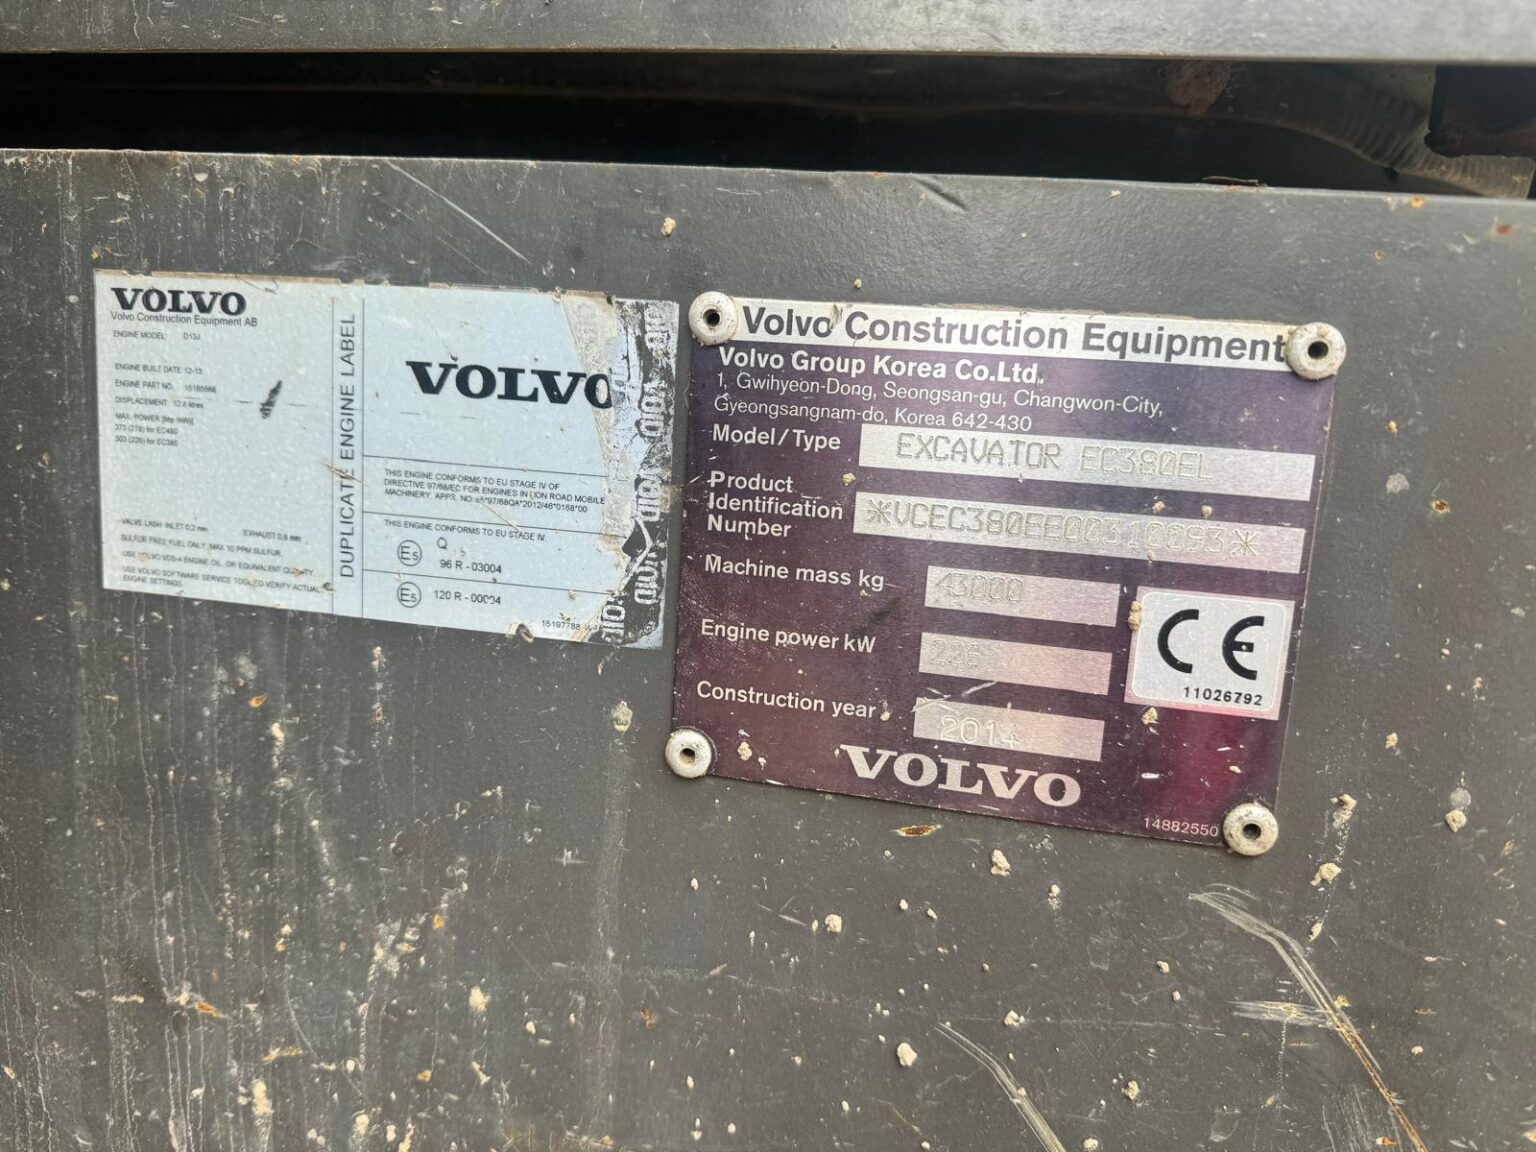 VOLVO
Volvo Construction Equipment AB
ENGINE MODEL D13J
ENGINE BUILT DATE 12-13
ENGINE PART NO. 15185568
DISPLACEMENT 12,8 litres
MAX. POWER [bhp (kW)]
373 (278) for EC480
303 (226) for EC380
VALVE LASH: INLET 0,2 mm EXHAUST 0,6 mm
SULFUR FREE FUEL ONLY, MAX 10 PPM SULFUR
USE VOLVO VDS-4 ENGINE OIL, OR EQUIVALENT QUALITY
USE VOLVO SOFTWARE SERVICE TOOL TO VERIFY ACTUAL
ENGINE SETTINGS
DUPLICATE ENGINE LABEL
VOLVO
THIS ENGINE CONFORMS TO EU STAGE IV OF
DIRECTIVE 97/68/EC FOR ENGINES IN NON ROAD MOBILE
MACHINERY. APPR. NO. e5*97/68QA*2012/46*0168*00
THIS ENGINE CONFORMS TO EU STAGE IV
E5 Q
96 R - 03004
E5 120 R - 00004
15197788
Volvo Construction Equipment
Volvo Group Korea Co.Ltd.
1, Gwihyeon-Dong, Seongsan-gu, Changwon-City,
Gyeongsangnam-do, Korea 642-430
Model/Type EXCAVATOR EC380EL
Product
Identification
Number *VCEC380EE00310093*
Machine mass kg 43000
Engine power kW 226
Construction year 2014
CE
11026792
VOLVO
14882550